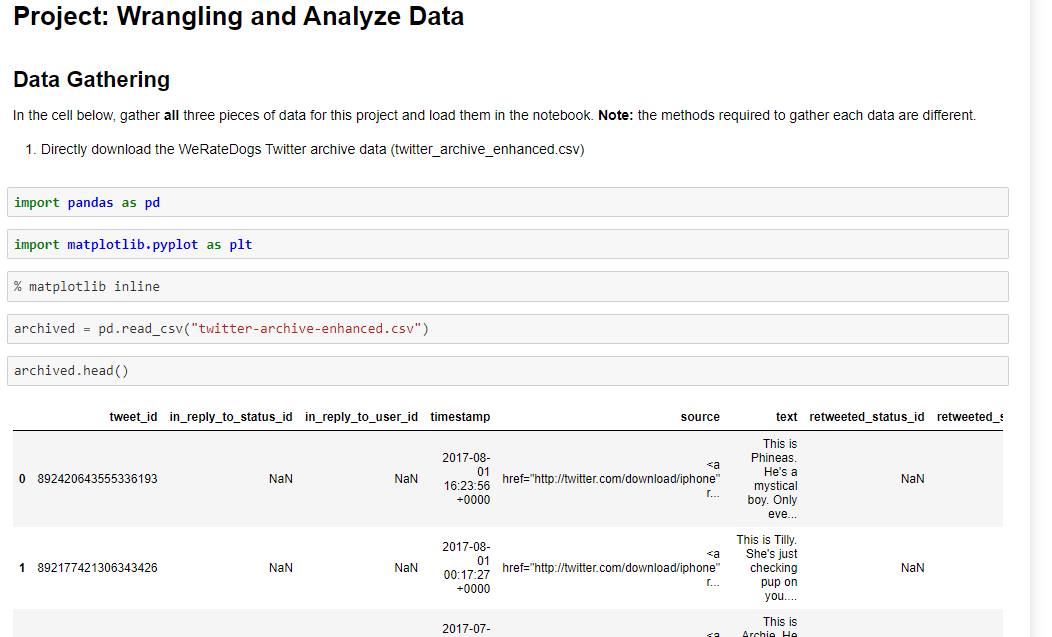 Project: Wrangling and Analyze Data
Data Gathering
In the cell below, gather all three pieces of data for this project and load them in the notebook. Note: the methods required to gather each data are different.
1. Directly download the WeRateDogs Twitter archive data (twitter_archive_enhanced.csv)
import pandas as pd
import matplotlib.pyplot as plt
% matplotlib inline
archived = pd.read_csv("twitter-archive-enhanced.csv")
archived.head()
tweet_id in_reply_to_status_id in_reply_to_user_id timestamp source text retweeted_status_id retweeted_s
0 892420643555336193 NaN NaN
2017-08-
01
16:23:56
+0000
<a
href="http://twitter.com/download/iphone"
r...
This is
Phineas.
He's a
mystical
boy. Only
eve...
NaN
1 892177421306343426 NaN NaN
2017-08-
01
00:17:27
+0000
<a
href="http://twitter.com/download/iphone"
r...
This is Tilly.
She's just
checking
pup on
you....
NaN
2017-07-
<a
This is
Archie. He